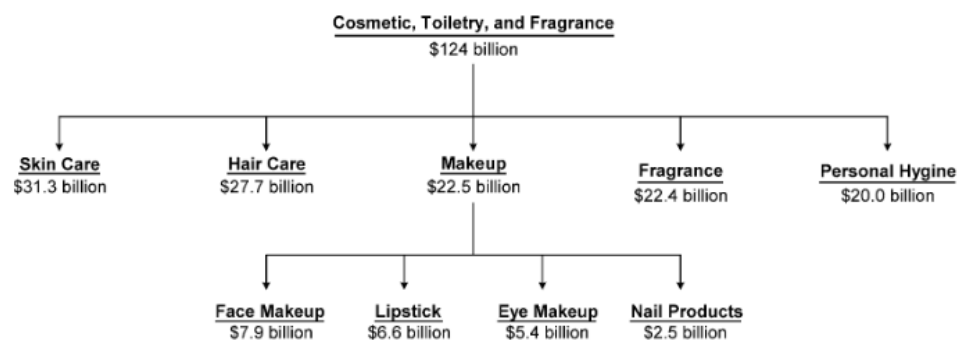 Cosmetic, Toiletry, and Fragrance
$124 billion
Skin Care
$31.3 billion
Hair Care
$27.7 billion
Makeup
$22.5 billion
Fragrance
$22.4 billion
Personal Hygine
$20.0 billion
Face Makeup
$7.9 billion
Lipstick
$6.6 billion
Eye Makeup
$5.4 billion
Nail Products
$2.5 billion